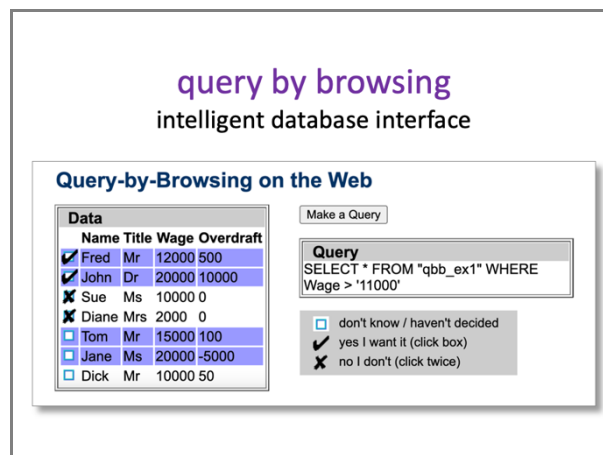 query by browsing
intelligent database interface
Query-by-Browsing on the Web
Data
Name Title Wage Overdraft
Fred Mr 12000 500
John Dr 20000 10000
Sue Ms 10000 0
Diane Mrs 2000 0
Tom Mr 15000 100
Jane Ms 20000 -5000
Dick Mr 10000 50
Make a Query
Query
SELECT * FROM "qbb_ex1" WHERE
Wage > '11000'
don't know / haven't decided
yes I want it (click box)
no I don't (click twice)